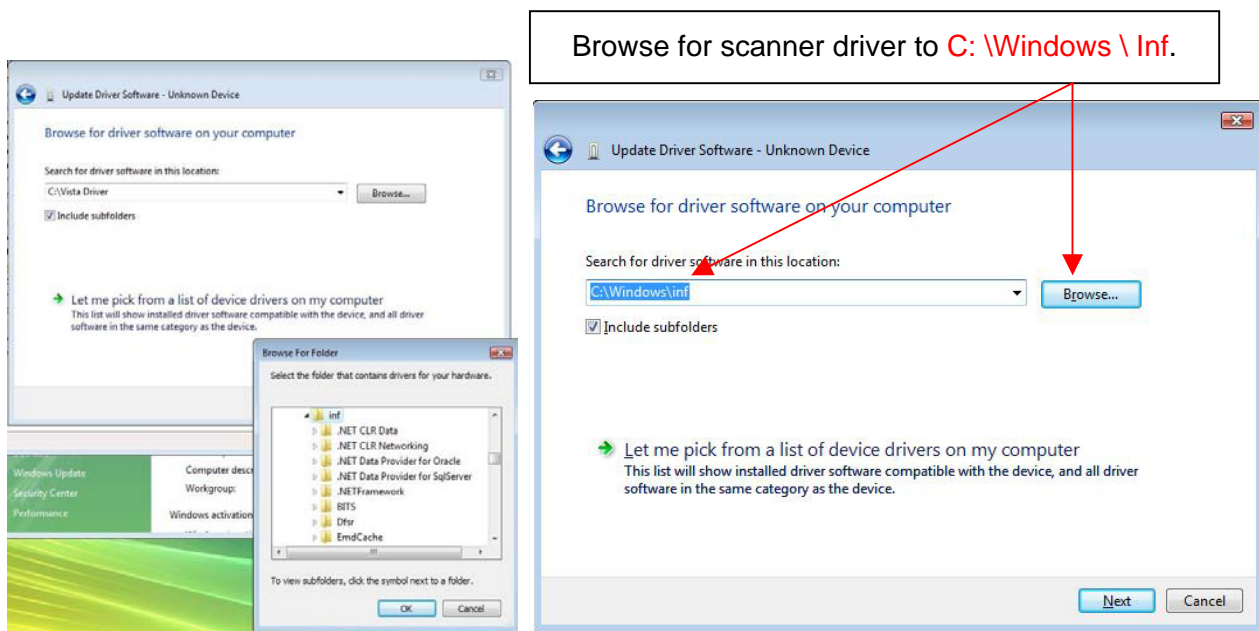 Browse for scanner driver to C: \Windows \ Inf.
Update Driver Software - Unknown Device
Browse for driver software on your computer
Search for driver software in this location:
C:\Vista Driver
Browse...
Include subfolders
Let me pick from a list of device drivers on my computer
This list will show installed driver software compatible with the device, and all driver
software in the same category as the device.
Browse For Folder
Select the folder that contains drivers for your hardware.
inf
.NET CLR Data
.NET CLR Networking
.NET Data Provider for Oracle
.NET Data Provider for SqlServer
.NETFramework
BITS
Dfsr
EmdCache
To view subfolders, click the symbol next to a folder.
OK Cancel
Windows Update
Security Center
Performance
Computer descr
Workgroup:
Windows activation
Update Driver Software - Unknown Device
Browse for driver software on your computer
Search for driver software in this location:
C:\Windows\inf
Browse...
Include subfolders
Let me pick from a list of device drivers on my computer
This list will show installed driver software compatible with the device, and all driver
software in the same category as the device.
Next Cancel